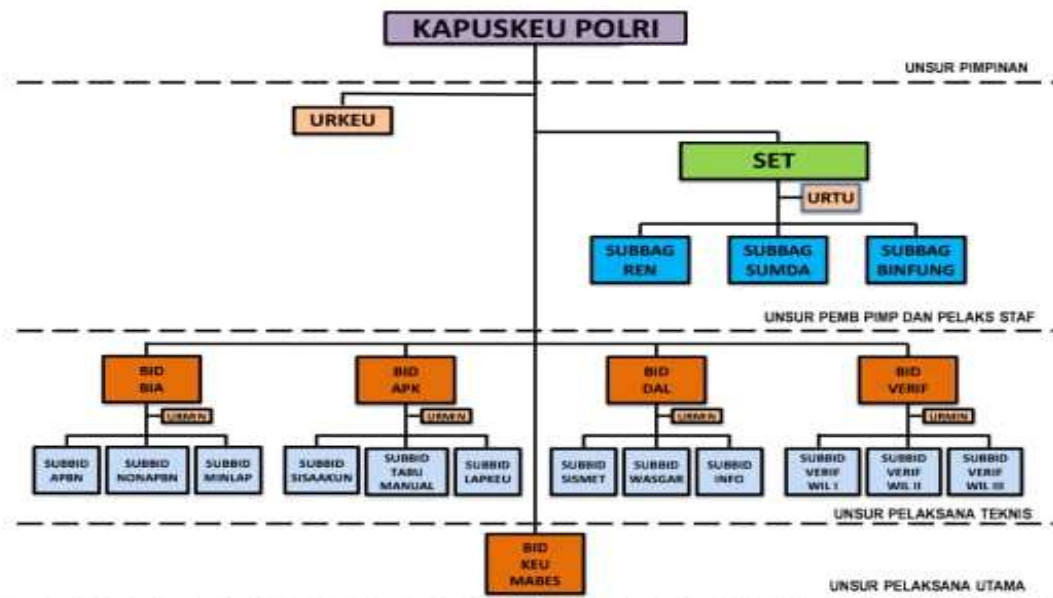 KAPUSKEU POLRI
UNSUR PIMPINAN
URKEU
SET
URTU
SUBBAG
REN
SUBBAG
SUMDA
SUBBAG
BINFUNG
UNSUR PEMB PIMP DAN PELAKS STAF
BID
BIA
BID
APK
BID
DAL
BID
VERIF
URMIN
URMIN
URMIN
URMIN
SUBBID
APBN
SUBBID
NONAPBN
SUBBID
MINLAP
SUBBID
SISAAKUN
SUBBID
TABU
MANUAL
SUBBID
LAPKEU
SUBBID
SISMET
SUBBID
WASGAR
SUBBID
INFO
SUBBID
VERIF
WIL I
SUBBID
VERIF
WIL II
SUBBID
VERIF
WIL III
UNSUR PELAKSANA TEKNIS
BID
KEU
MABES
UNSUR PELAKSANA UTAMA